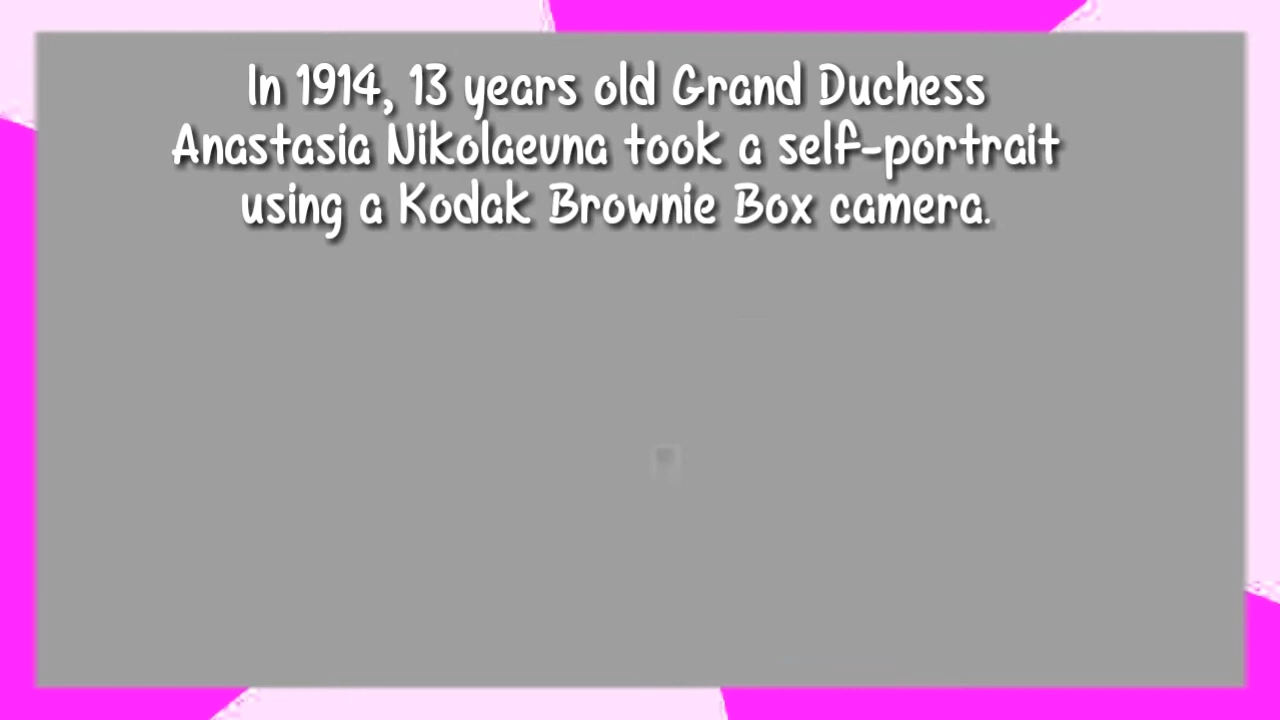 In 1914, 13 years old Grand Duchess
Anastasia Nikolaevna took a self-portrait
using a Kodak Brownie Box camera.